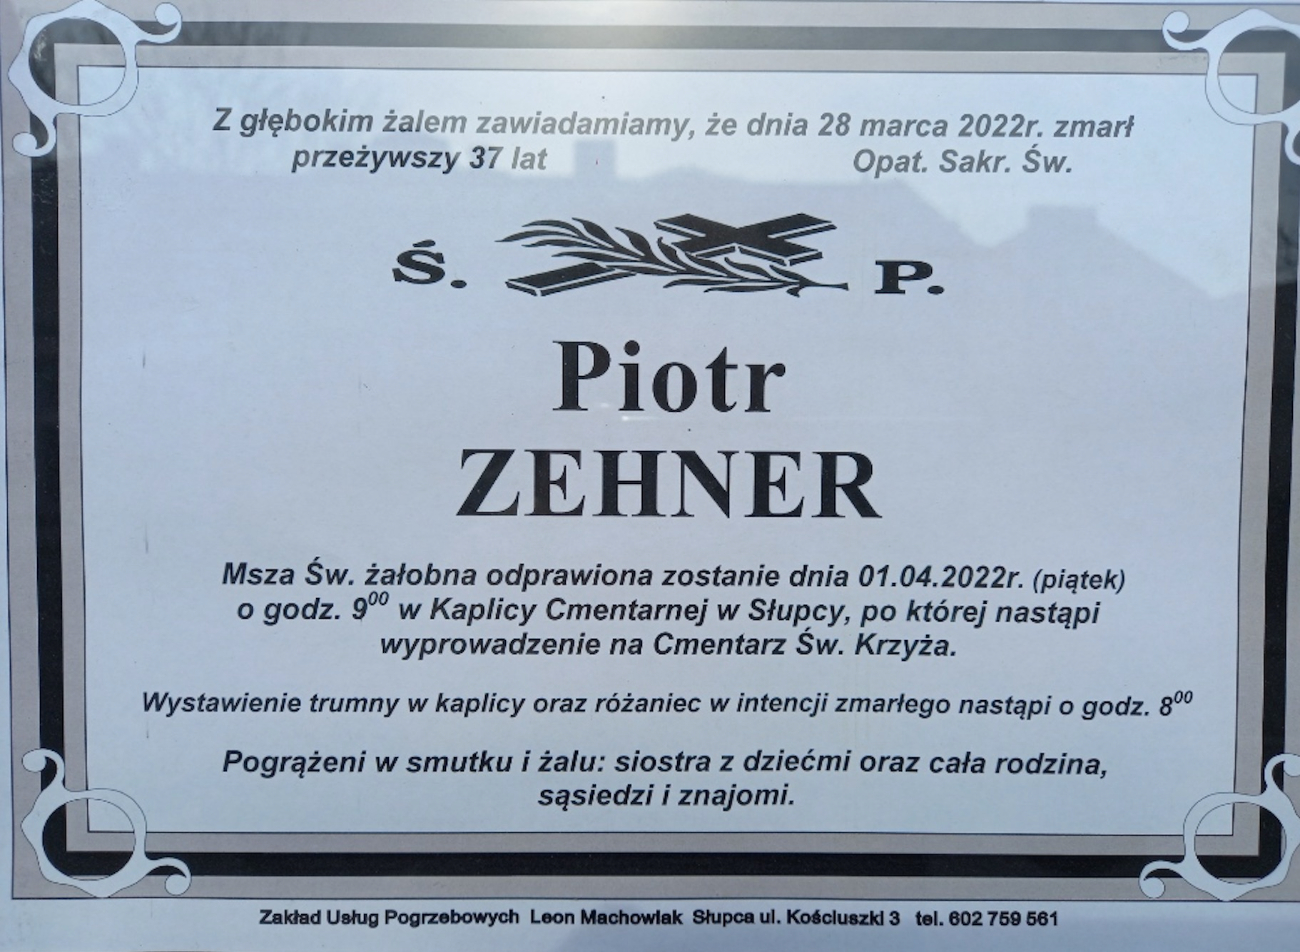 Z głębokim żalem zawiadamiamy, że dnia 28 marca 2022r. zmarł
przeżywszy 37 lat Opat. Sakr. Św.
Ś. P.
Piotr
ZEHNER
Msza Św. żałobna odprawiona zostanie dnia 01.04.2022r. (piątek)
o godz. 9⁰⁰ w Kaplicy Cmentarnej w Słupcy, po której nastąpi
wyprowadzenie na Cmentarz Św. Krzyża.
Wystawienie trumny w kaplicy oraz różaniec w intencji zmarłego nastąpi o godz. 8⁰⁰
Pogrążeni w smutku i żalu: siostra z dziećmi oraz cała rodzina,
sąsiedzi i znajomi.
Zakład Usług Pogrzebowych Leon Machowiak Słupca ul. Kościuszki 3 tel. 602 759 561